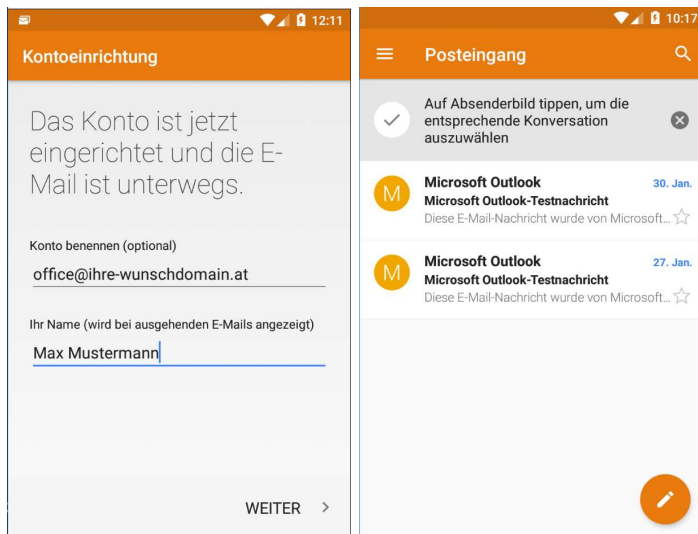 12:11
Kontoeinrichtung
Das Konto ist jetzt
eingerichtet und die E-
Mail ist unterwegs.
Konto benennen (optional)
office@ihre-wunschdomain.at
Ihr Name (wird bei ausgehenden E-Mails angezeigt)
Max Mustermann
WEITER
10:17
Posteingang
Auf Absenderbild tippen, um die
entsprechende Konversation
auszuwählen
M
Microsoft Outlook 30. Jan.
Microsoft Outlook-Testnachricht
Diese E-Mail-Nachricht wurde von Microsoft...
M
Microsoft Outlook 27. Jan.
Microsoft Outlook-Testnachricht
Diese E-Mail-Nachricht wurde von Microsoft...